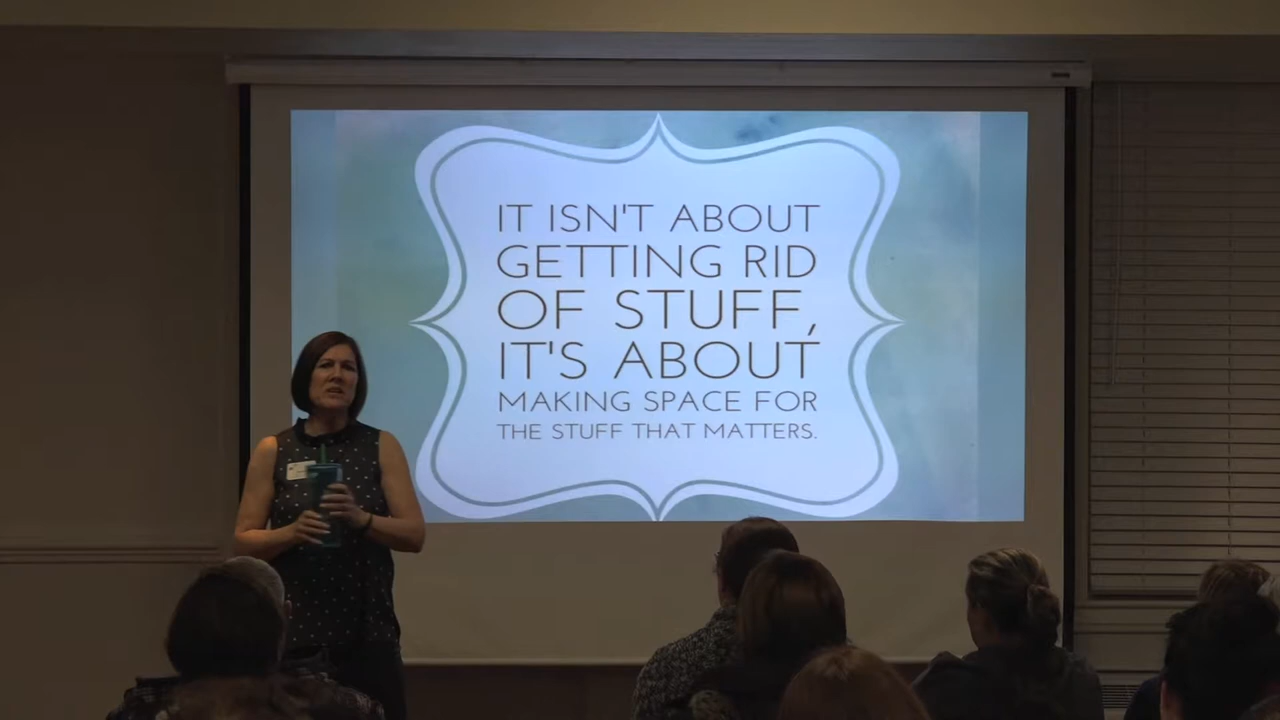 IT ISN'T ABOUT
GETTING RID
OF STUFF,
IT'S ABOUT
MAKING SPACE FOR
THE STUFF THAT MATTERS.